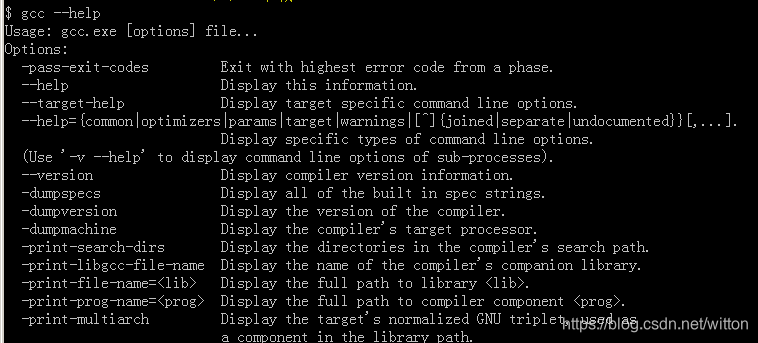 $ gcc --help
Usage: gcc.exe [options] file...
Options:
  -pass-exit-codes         Exit with highest error code from a phase.
  --help                   Display this information.
  --target-help            Display target specific command line options.
  --help={common|optimizers|params|target|warnings|[^]{joined|separate|undocumented}}[,...].
                           Display specific types of command line options.
  (Use '-v --help' to display command line options of sub-processes).
  --version                Display compiler version information.
  -dumpspecs               Display all of the built in spec strings.
  -dumpversion             Display the version of the compiler.
  -dumpmachine             Display the compiler's target processor.
  -print-search-dirs       Display the directories in the compiler's search path.
  -print-libgcc-file-name  Display the name of the compiler's companion library.
  -print-file-name=<lib>   Display the full path to library <lib>.
  -print-prog-name=<prog>  Display the full path to compiler component <prog>.
  -print-multiarch         Display the target's normalized GNU triplet, used as
                           a component in the library path.
https://blog.csdn.net/witton